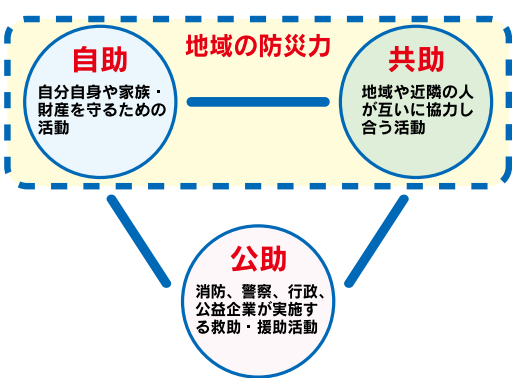 地域の防災力
自助
自分自身や家族・
財産を守るための
活動
共助
地域や近隣の人
が互いに協力し
合う活動
公助
消防、警察、行政、
公益企業が実施す
る救助・援助活動